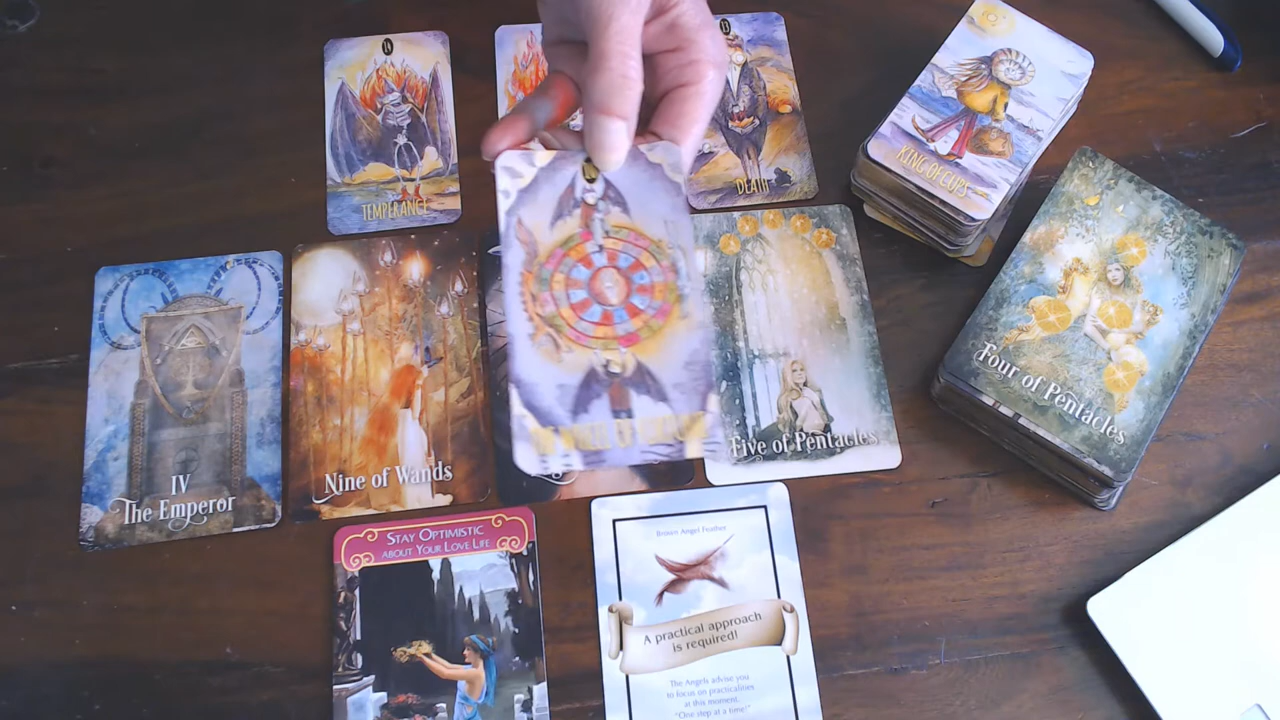 14
TEMPERANCE
13
DEATH
KING OF CUPS
IV
The Emperor
Nine of Wands
Five of Pentacles
Four of Pentacles
STAY OPTIMISTIC
ABOUT YOUR LOVE LIFE
Brown Angel Feather
A practical approach
is required!
The Angels advise you
to focus on practicalities
at this moment.
"One step at a time!"